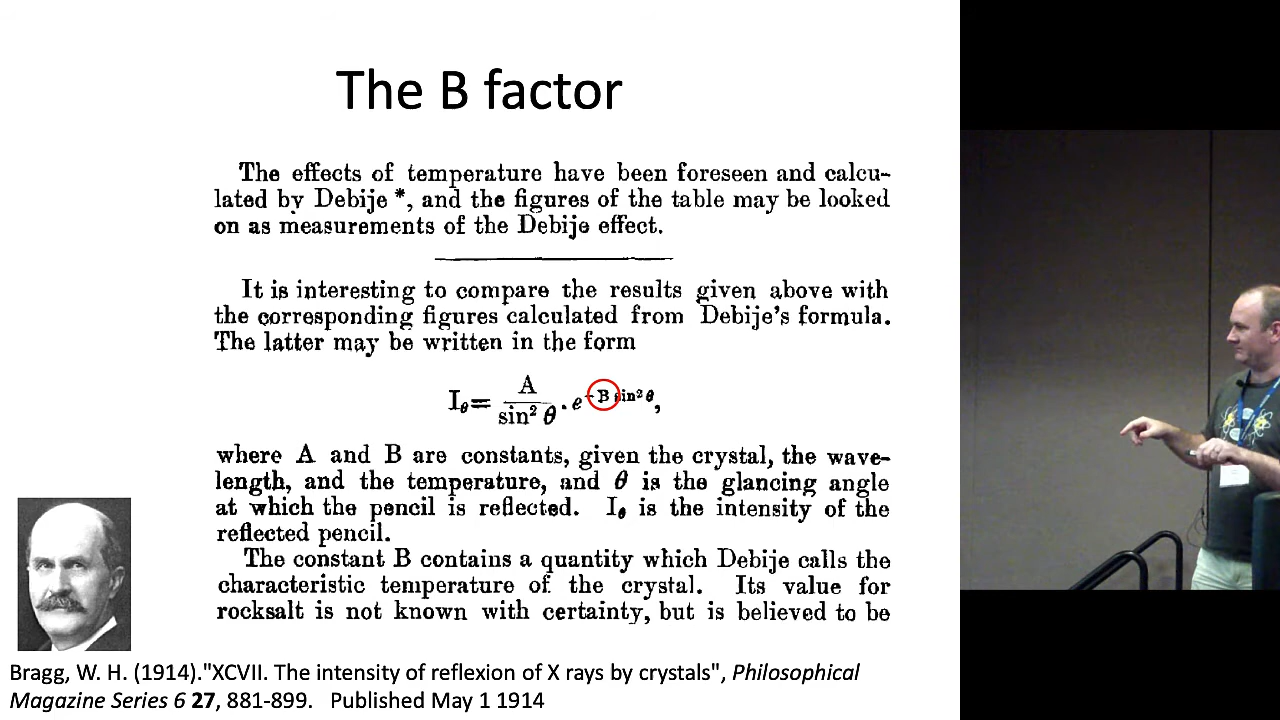 The B factor
The effects of temperature have been foreseen and calcu-
lated by Debije *, and the figures of the table may be looked
on as measurements of the Debije effect.
It is interesting to compare the results given above with
the corresponding figures calculated from Debije's formula.
The latter may be written in the form
I_θ = A / sin² θ · e^(-B sin² θ),
where A and B are constants, given the crystal, the wave-
length, and the temperature, and θ is the glancing angle
at which the pencil is reflected. I_θ is the intensity of the
reflected pencil.
The constant B contains a quantity which Debije calls the
characteristic temperature of the crystal. Its value for
rocksalt is not known with certainty, but is believed to be
Bragg, W. H. (1914)."XCVII. The intensity of reflexion of X rays by crystals", Philosophical
Magazine Series 6 27, 881-899. Published May 1 1914